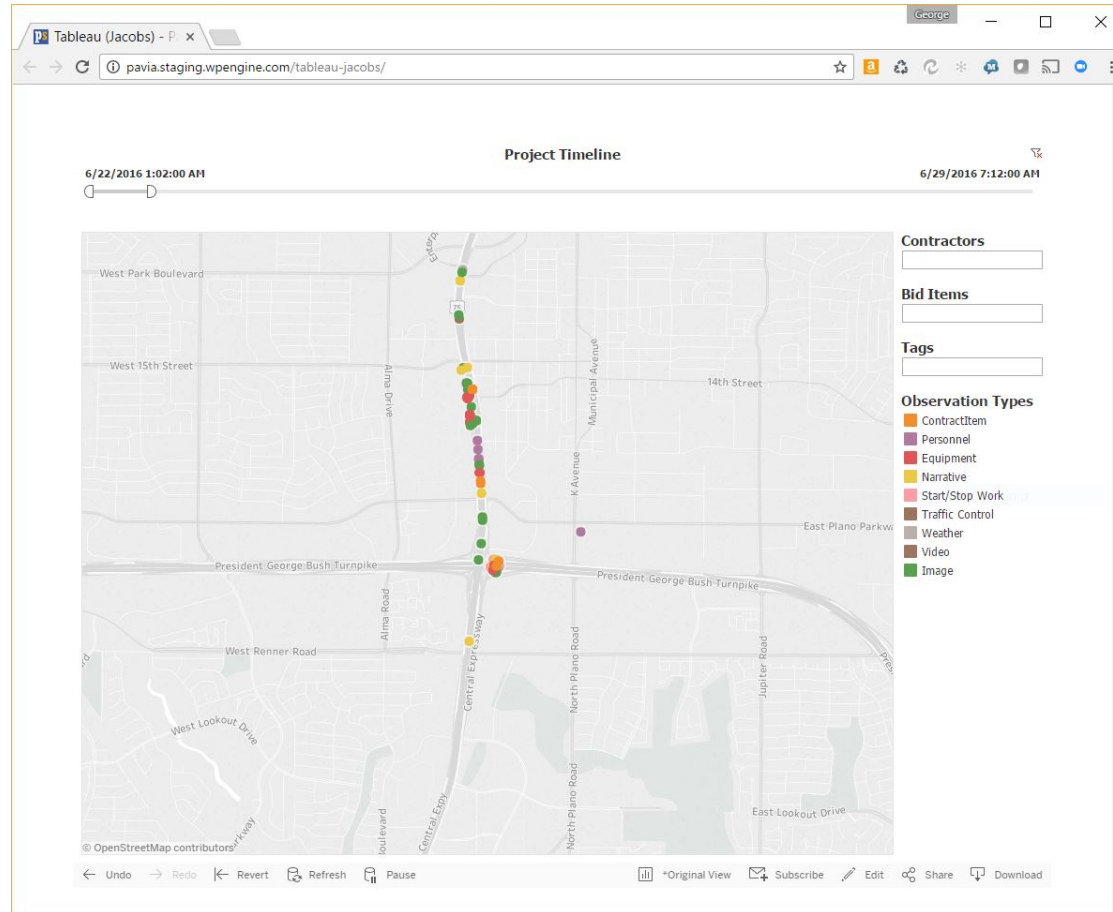 George
Tableau (Jacobs) - P
pavia.staging.wpengine.com/tableau-jacobs/
Project Timeline
6/22/2016 1:02:00 AM
6/29/2016 7:12:00 AM
Contractors
Bid Items
Tags
Observation Types
ContractItem
Personnel
Equipment
Narrative
Start/Stop Work
Traffic Control
Weather
Video
Image
West Park Boulevard
Enterp
75
West 15th Street
Alma Drive
Municipal Avenue
14th Street
K Avenue
East Plano Parkw
President George Bush Turnpike
President George Bush Turnpike
Alma Road
West Renner Road
Central Expressway
North Plano Road
Jupiter Road
Pres
West Lookout Drive
Central Expy
North Plano Road
East Lookout Drive
oulevard
rkway
© OpenStreetMap contributors
Undo
Redo
Revert
Refresh
Pause
*Original View
Subscribe
Edit
Share
Download